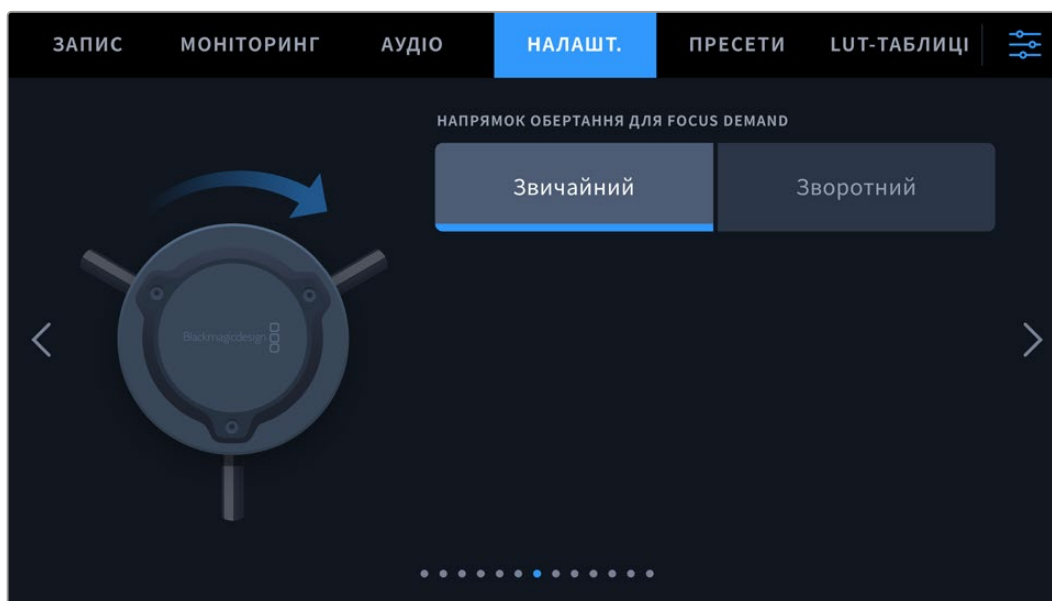 ЗАПИС МОНІТОРИНГ АУДІО НАЛАШТ. ПРЕСЕТИ LUT-ТАБЛИЦІ
НАПРЯМОК ОБЕРТАННЯ ДЛЯ FOCUS DEMAND
Звичайний Зворотний
Blackmagicdesign